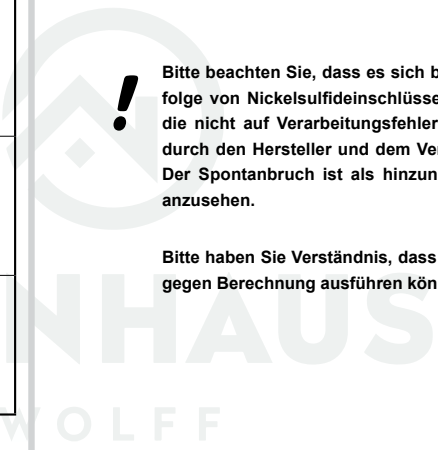 !
Bitte beachten Sie, dass es sich b
folge von Nickelsulfideinschlüsse
die nicht auf Verarbeitungsfehler
durch den Hersteller und dem Ver
Der Spontanbruch ist als hinzun
anzusehen.
Bitte haben Sie Verständnis, dass
gegen Berechnung ausführen kön
NHAUS
WOLFF